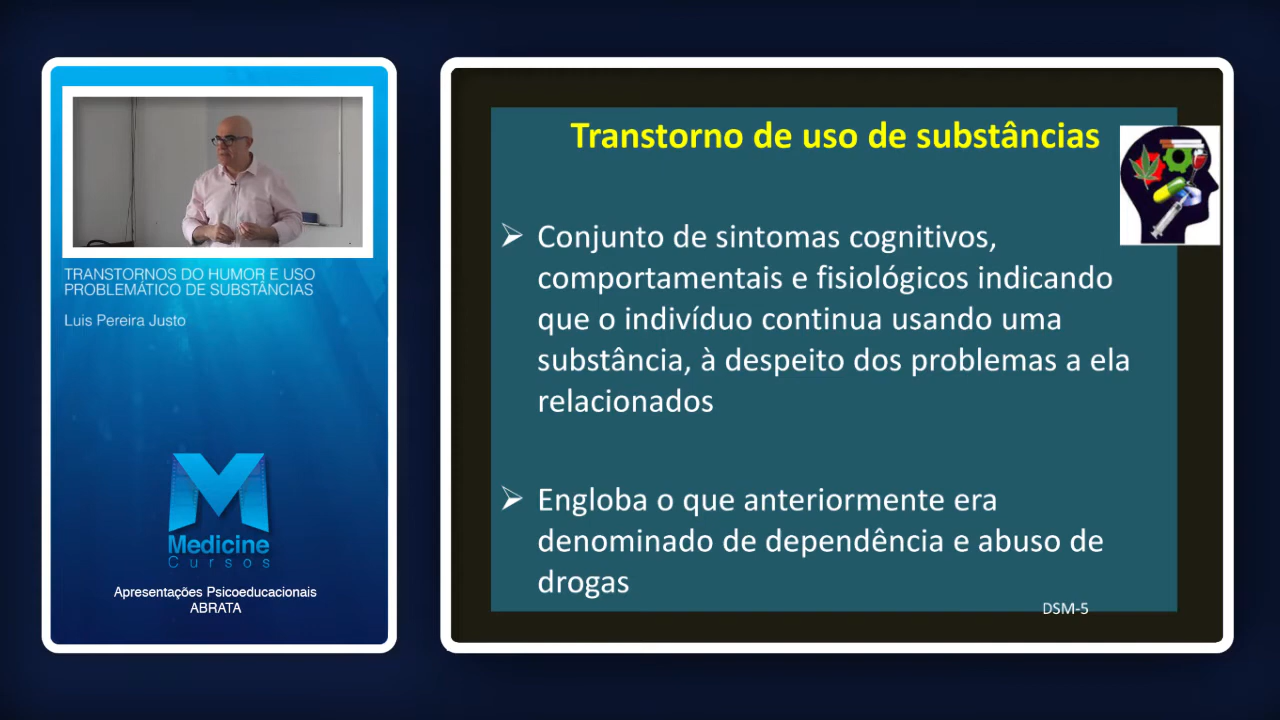 TRANSTORNOS DO HUMOR E USO
PROBLEMÁTICO DE SUBSTÂNCIAS
Luis Pereira Justo
Medicine
Cursos
Apresentações Psicoeducacionais
ABRATA
Transtorno de uso de substâncias
Conjunto de sintomas cognitivos,
comportamentais e fisiológicos indicando
que o indivíduo continua usando uma
substância, à despeito dos problemas a ela
relacionados
Engloba o que anteriormente era
denominado de dependência e abuso de
drogas
DSM-5